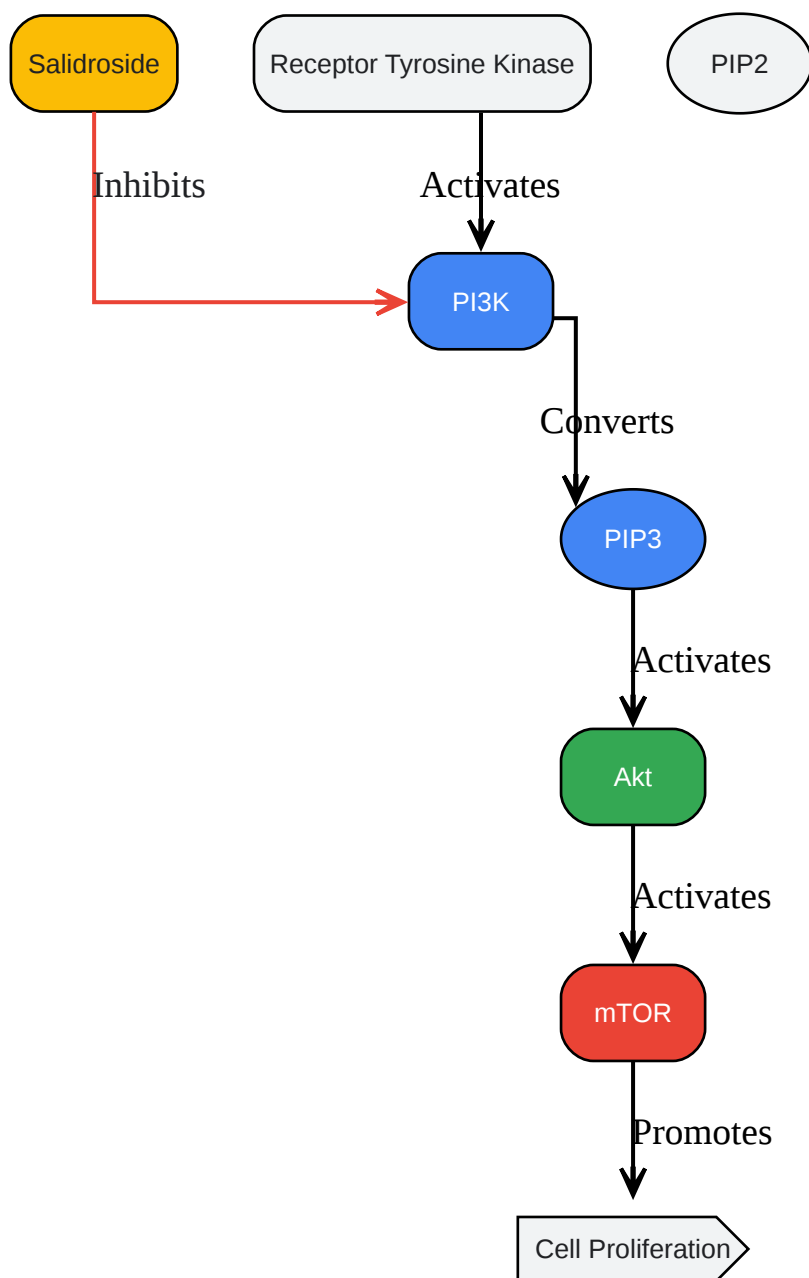 Salidroside
Receptor Tyrosine Kinase
PIP2
Inhibits
Activates
PI3K
Converts
PIP3
Activates
Akt
Activates
mTOR
Promotes
Cell Proliferation